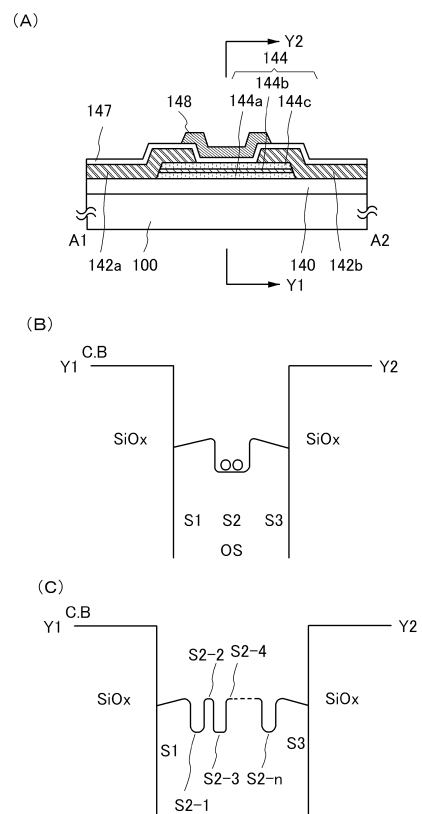 (A)
Y2
144
144b
147
148
144a
144c
A1
A2
142a
100
140
142b
Y1
(B)
C.B
Y1
Y2
SiOx
SiOx
S1
S2
S3
OS
(C)
C.B
Y1
Y2
S2-2
S2-4
SiOx
SiOx
S1
S3
S2-3
S2-n
S2-1